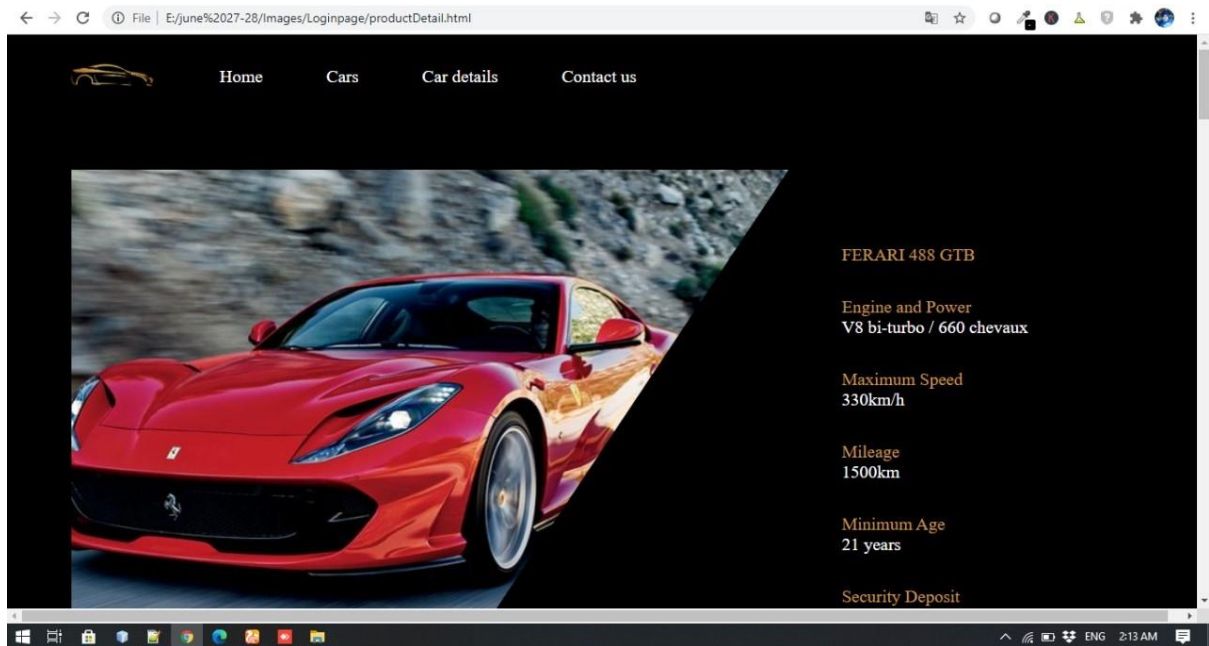 File | E:/june%2027-28/Images/Loginpage/productDetail.html
Home Cars Car details Contact us
FERARI 488 GTB
Engine and Power
V8 bi-turbo / 660 chevaux
Maximum Speed
330km/h
Mileage
1500km
Minimum Age
21 years
Security Deposit
ENG 2:13 AM